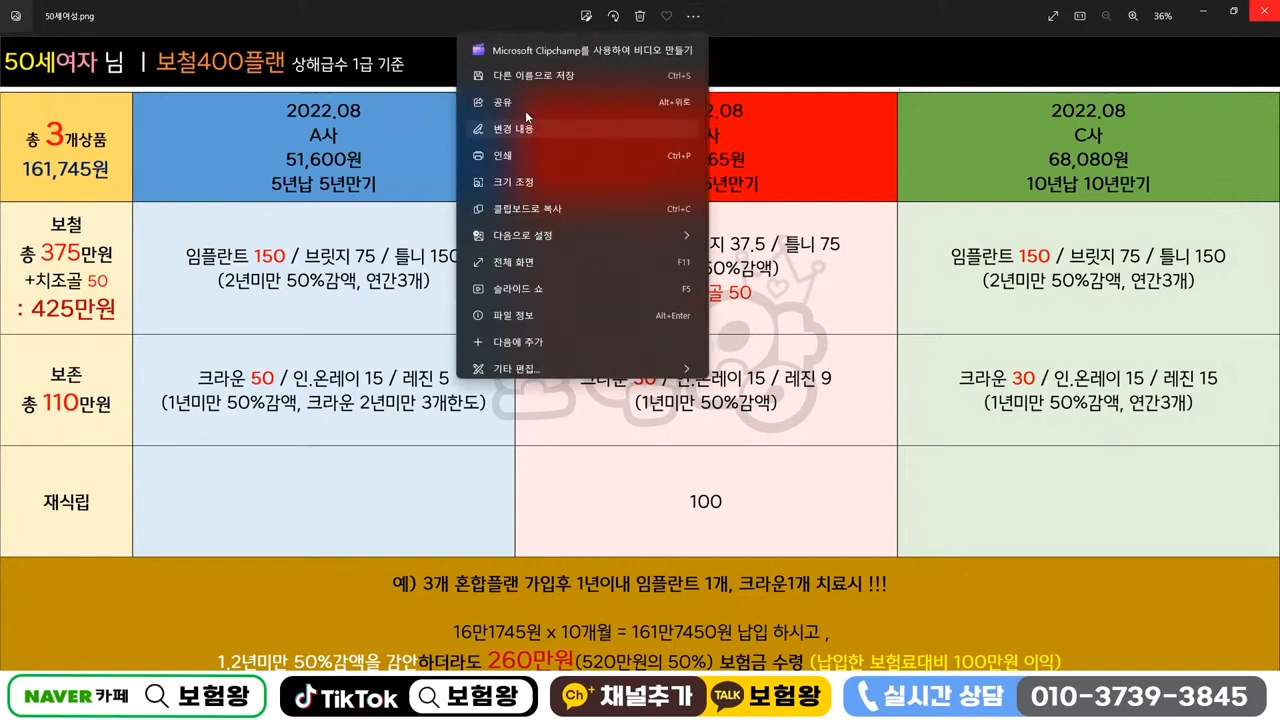 50세여성.png
36%
50세여자 님 | 보철400플랜 상해급수 1급 기준
총 3개상품
161,745원
2022.08
A사
51,600원
5년납 5년만기
2022.08
C사
68,080원
10년납 10년만기
Microsoft Clipchamp를 사용하여 비디오 만들기
다른 이름으로 저장 Ctrl+S
공유 Alt+위로
변경 내용
인쇄 Ctrl+P
크기 조정
클립보드로 복사 Ctrl+C
다음으로 설정
전체 화면 F11
슬라이드 쇼 F5
파일 정보 Alt+Enter
다음에 추가
기타 편집...
보철
총 375만원
+치조골 50
: 425만원
임플란트 150 / 브릿지 75 / 틀니 150
(2년미만 50%감액, 연간3개)
지 37.5 / 틀니 75
50%감액)
골 50
임플란트 150 / 브릿지 75 / 틀니 150
(2년미만 50%감액, 연간3개)
보존
총 110만원
크라운 50 / 인.온레이 15 / 레진 5
(1년미만 50%감액, 크라운 2년미만 3개한도)
크라운 30 / 인.온레이 15 / 레진 9
(1년미만 50%감액)
크라운 30 / 인.온레이 15 / 레진 15
(1년미만 50%감액, 연간3개)
재식립
100
예) 3개 혼합플랜 가입후 1년이내 임플란트 1개, 크라운1개 치료시 !!!
16만1745원 x 10개월 = 161만7450원 납입 하시고 ,
1,2년미만 50%감액을 감안하더라도 260만원(520만원의 50%) 보험금 수령 (납입한 보험료대비 100만원 이익)
NAVER 카페 보험왕
TikTok 보험왕
Ch+ 채널추가 TALK 보험왕
실시간 상담 010-3739-3845